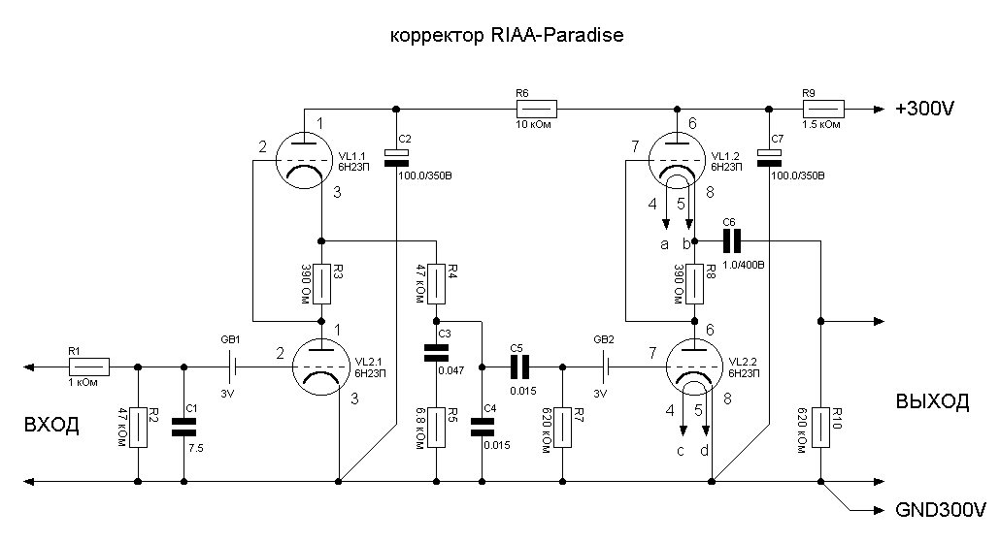 корректор RIAA-Paradise
R6
10 кОм
R9
1.5 кОм
+300V
1
2
3
VL1.1
6Н23П
C2
100.0/350В
6
7
8
4
5
a
b
VL1.2
6Н23П
C7
100.0/350В
C6
1.0/400В
R3
390 Ом
R4
47 кОм
R8
390 Ом
R1
1 кОм
GB1
3V
1
2
3
VL2.1
6Н23П
C3
0.047
C5
0.015
GB2
3V
6
7
8
4
5
c
d
VL2.2
6Н23П
ВХОД
R2
47 кОм
C1
7.5
R5
6.8 кОм
C4
0.015
R7
620 кОм
R10
620 кОм
ВЫХОД
GND300V